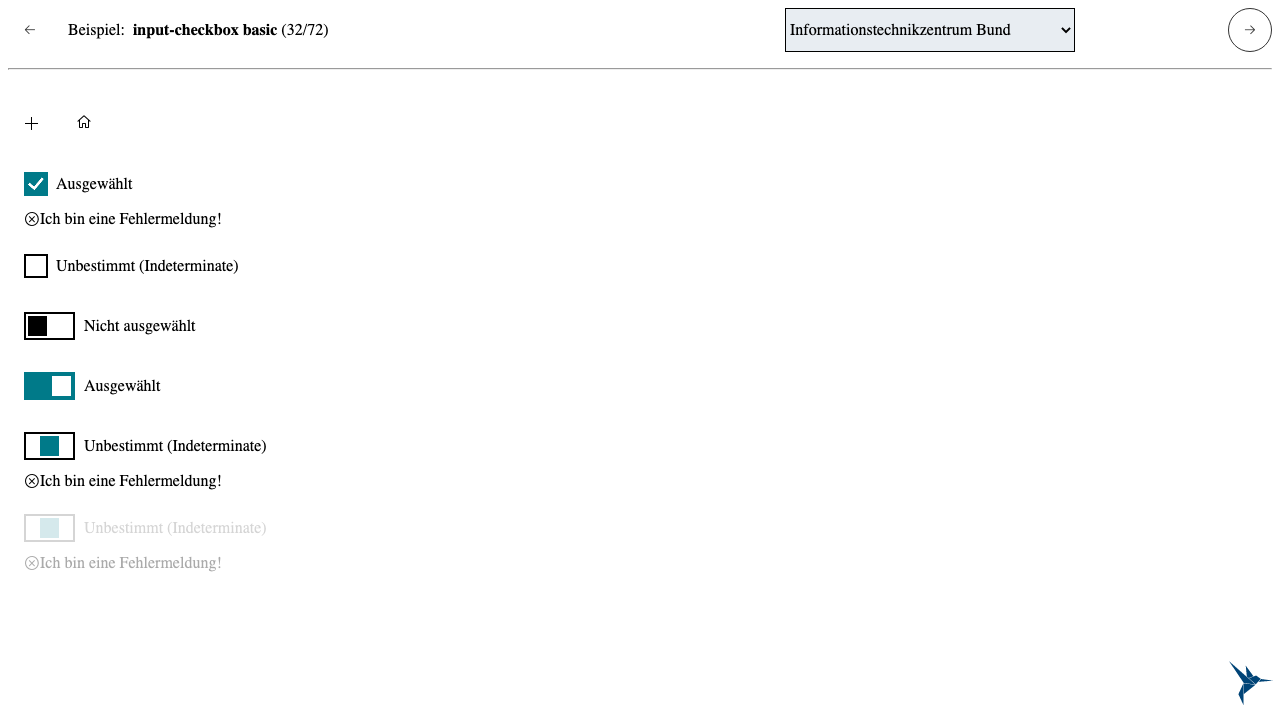 Beispiel: input-checkbox basic (32/72)
Informationstechnikzentrum Bund
Ausgewählt
Ich bin eine Fehlermeldung!
Unbestimmt (Indeterminate)
Nicht ausgewählt
Ausgewählt
Unbestimmt (Indeterminate)
Ich bin eine Fehlermeldung!
Unbestimmt (Indeterminate)
Ich bin eine Fehlermeldung!